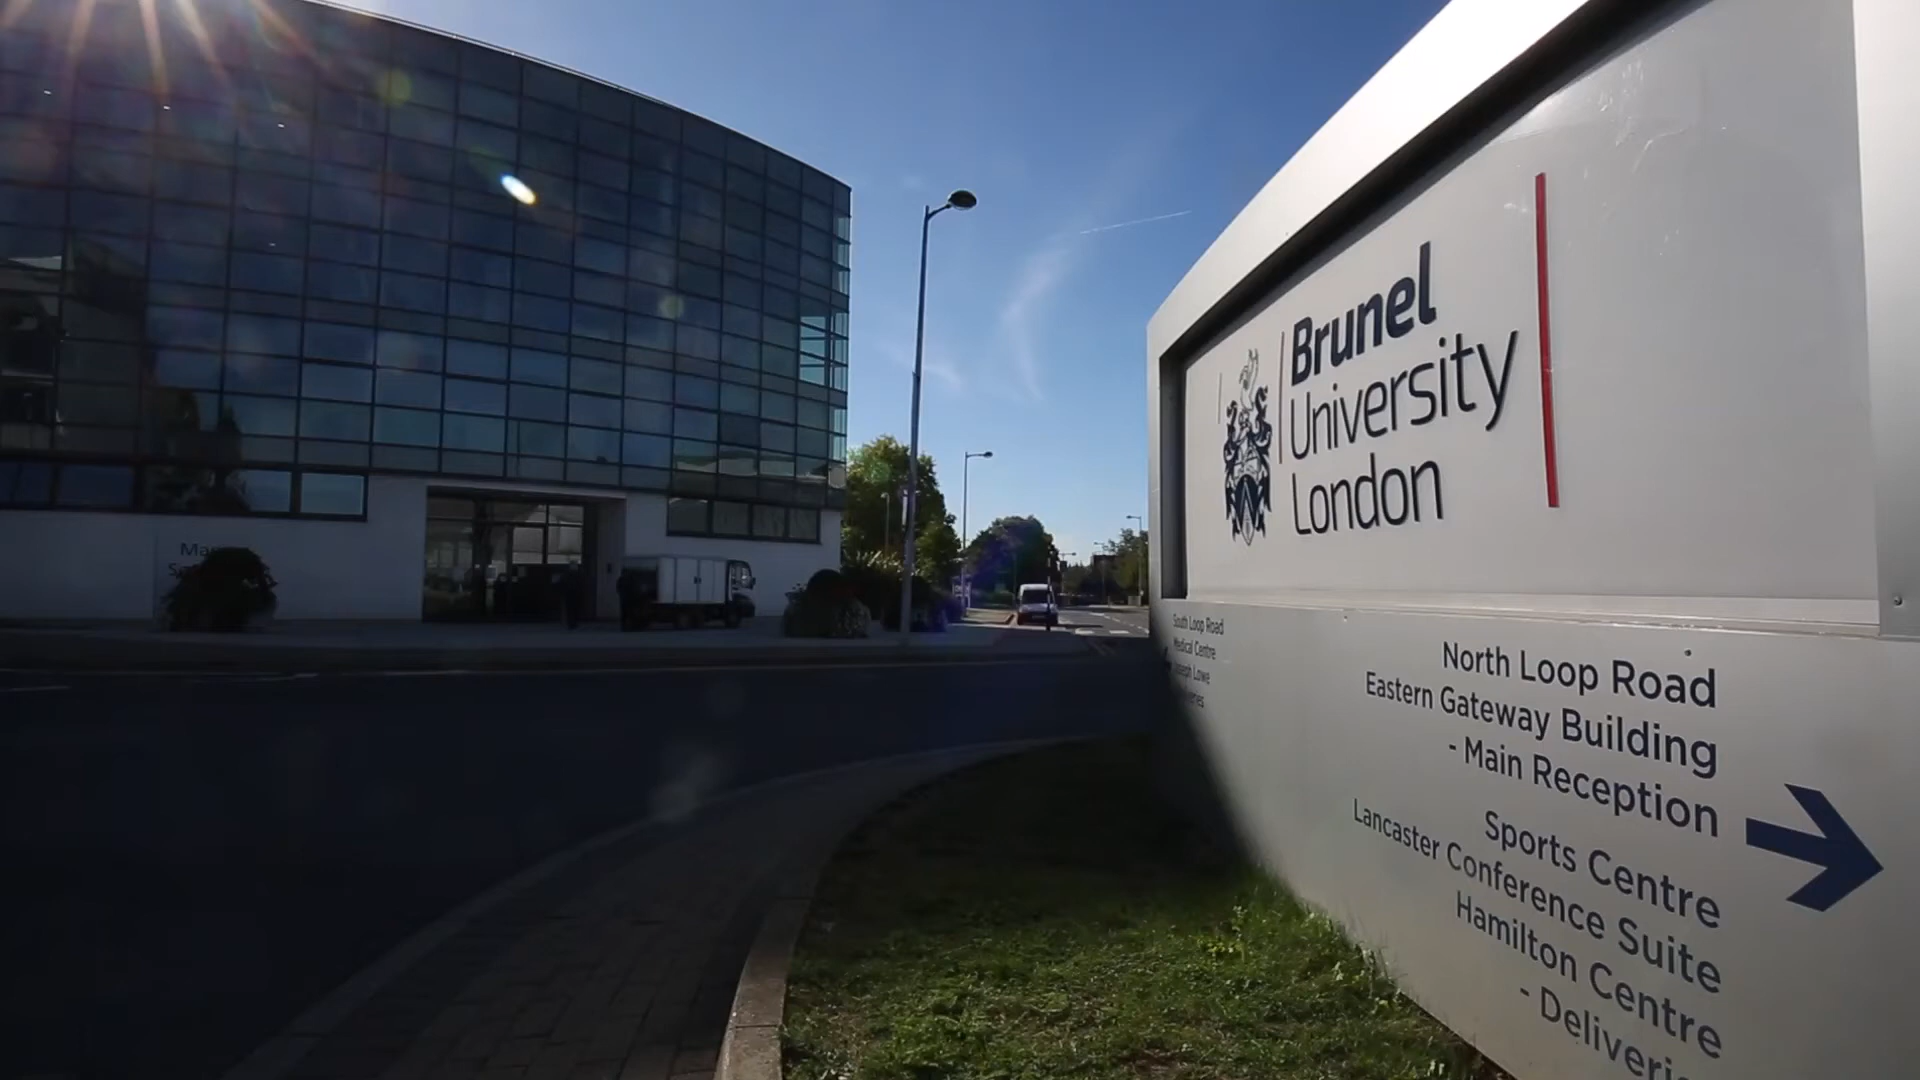 Brunel
University
London
South Loop Road
Medical Centre
Lowe
North Loop Road
Eastern Gateway Building
- Main Reception
Sports Centre
Lancaster Conference Suite
Hamilton Centre